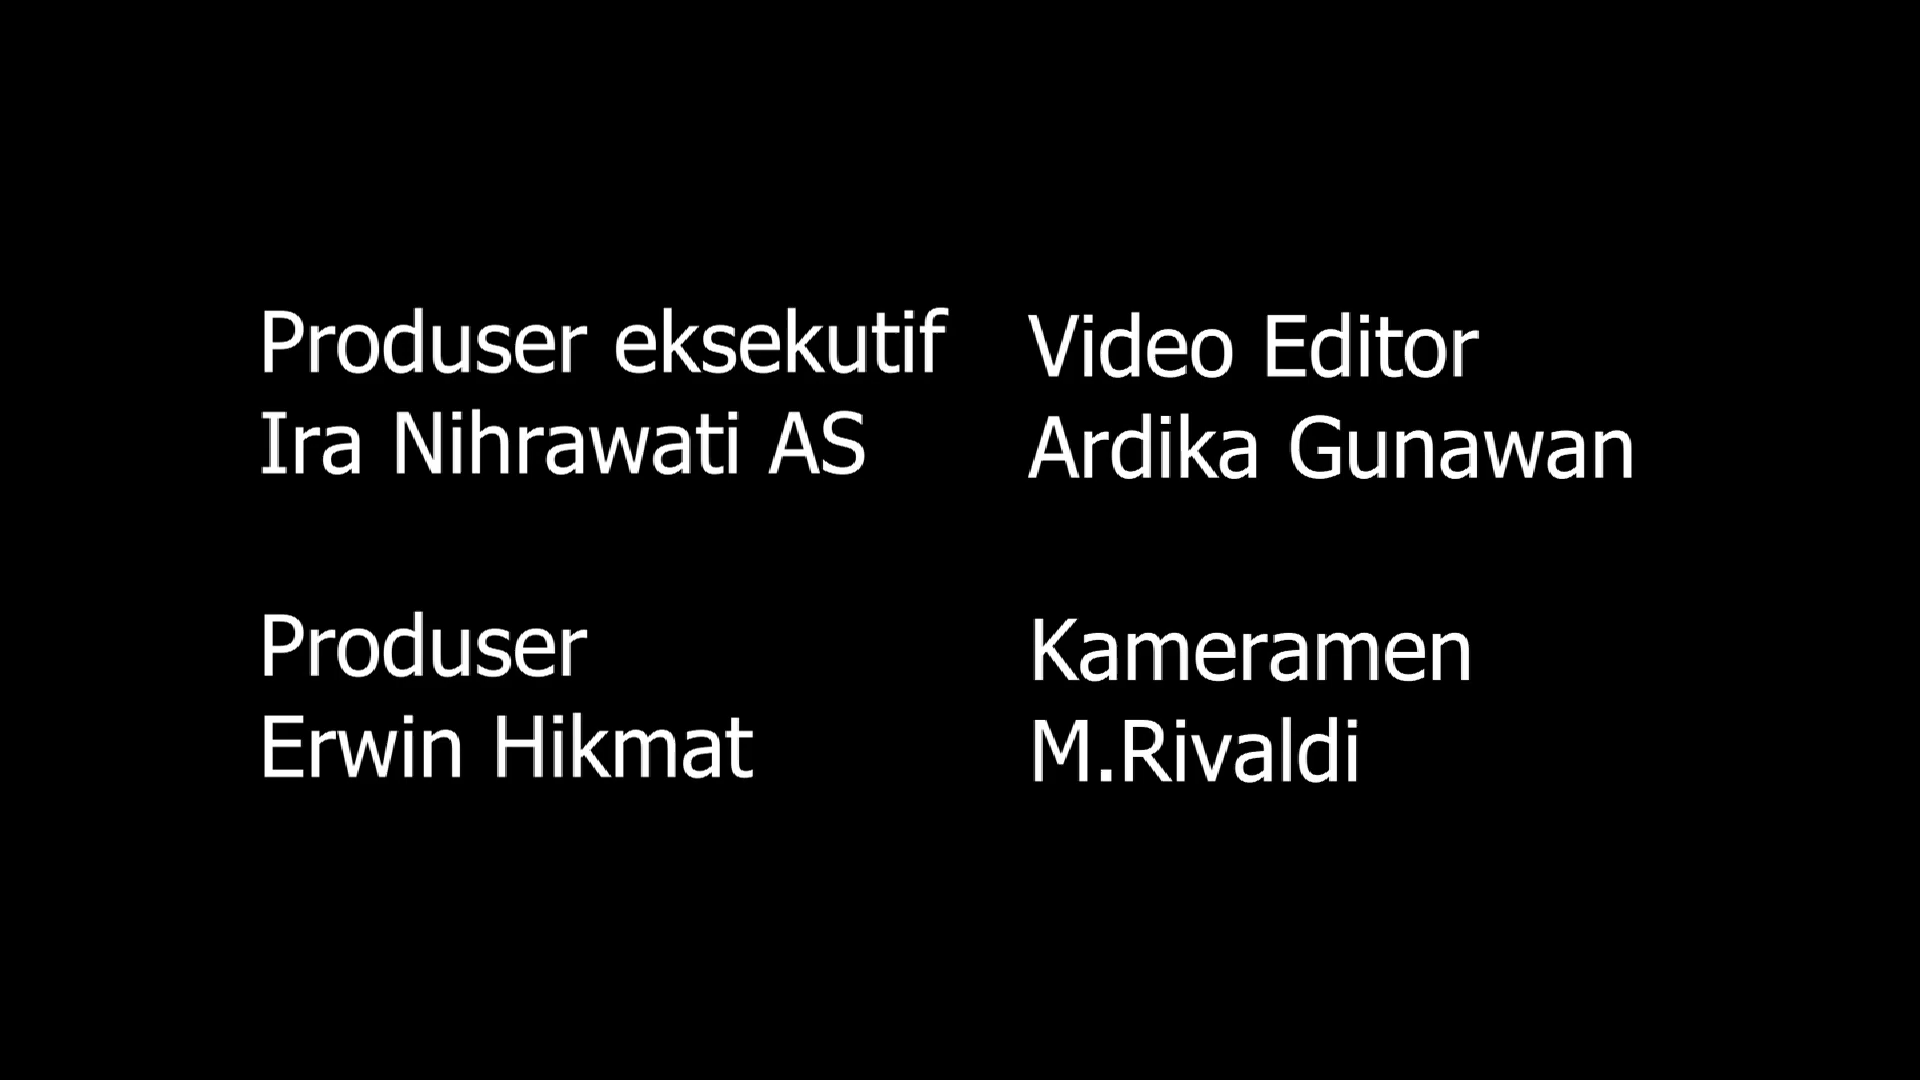 Produser eksekutif
Ira Nihrawati AS
Produser
Erwin Hikmat
Video Editor
Ardika Gunawan
Kameramen
M.Rivaldi